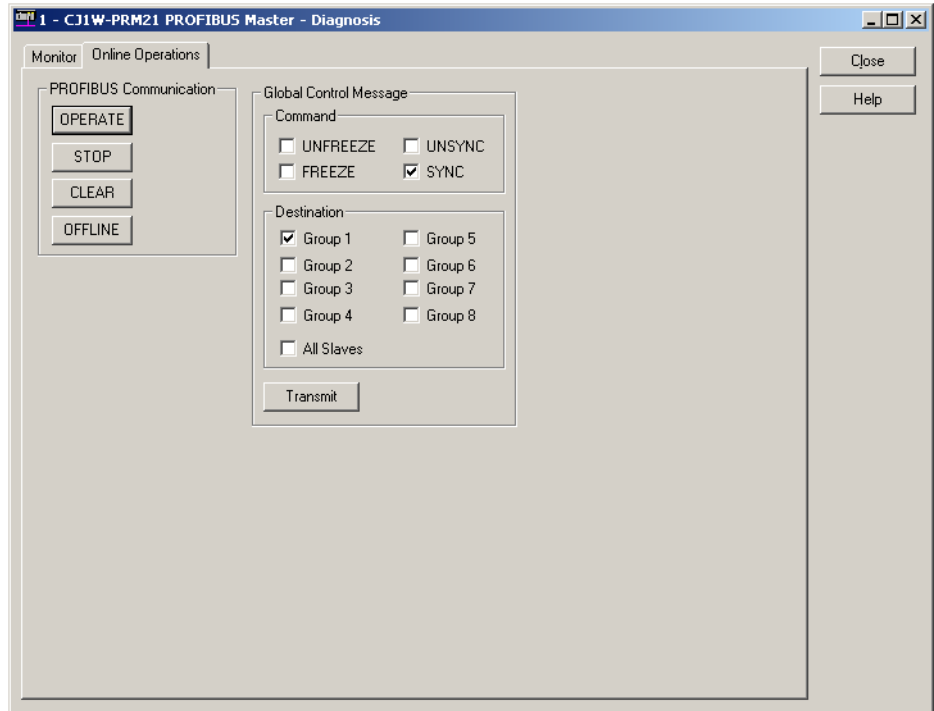 1 - CJ1W-PRM21 PROFIBUS Master - Diagnosis
Monitor
Online Operations
Close
Help
PROFIBUS Communication
OPERATE
STOP
CLEAR
OFFLINE
Global Control Message
Command
UNFREEZE
UNSYNC
FREEZE
SYNC
Destination
Group 1
Group 5
Group 2
Group 6
Group 3
Group 7
Group 4
Group 8
All Slaves
Transmit